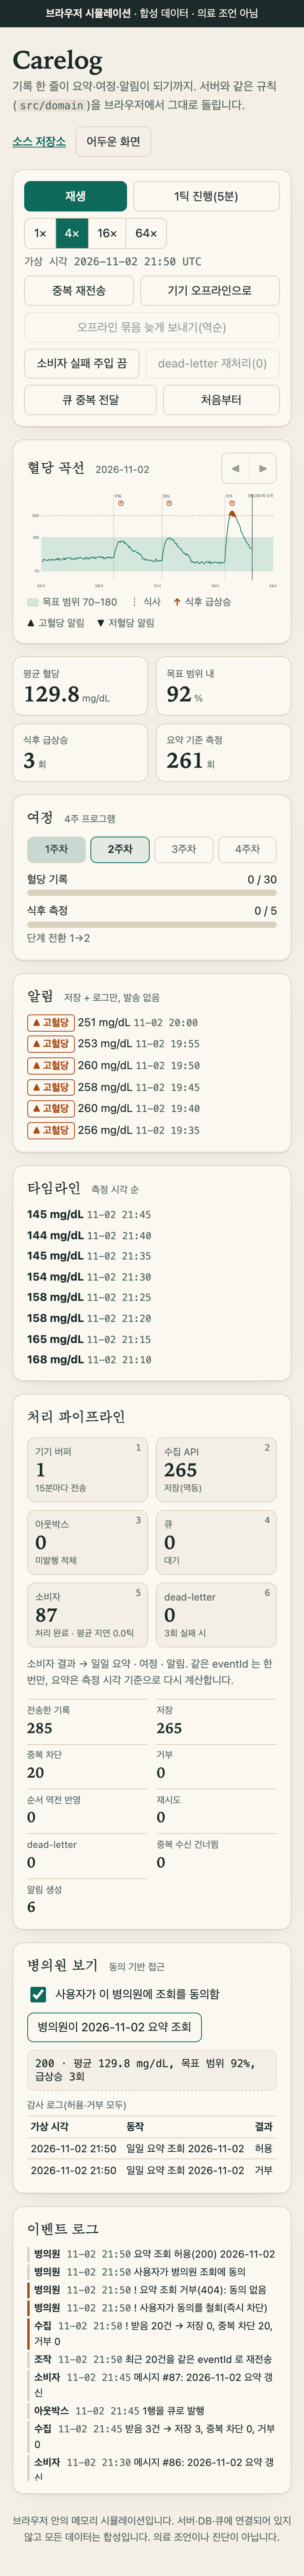 브라우저 시뮬레이션 · 합성 데이터 · 의료 조언 아님
Carelog
기록 한 줄이 요약·여정·알림이 되기까지. 서버와 같은 규칙
(src/domain)을 브라우저에서 그대로 돌립니다.
소스 저장소
어두운 화면
재생
1틱 진행(5분)
1×
4×
16×
64×
가상 시각 2026-11-02 21:50 UTC
중복 재전송
기기 오프라인으로
오프라인 묶음 늦게 보내기(역순)
소비자 실패 주입 끔
dead-letter 재처리(0)
큐 중복 전달
처음부터
혈당 곡선 2026-11-02
◀
▶
아침
점심
저녁
250
180
70
00시
06시
12시
18시
24시
목표 범위 70–180
식사
식후 급상승
▲ 고혈당 알림
▼ 저혈당 알림
평균 혈당
129.8 mg/dL
목표 범위 내
92 %
식후 급상승
3 회
요약 기준 측정
261 회
여정 4주 프로그램
1주차
2주차
3주차
4주차
혈당 기록 0 / 30
식후 측정 0 / 5
단계 전환 1→2
알림 저장 + 로그만, 발송 없음
▲ 고혈당 251 mg/dL 11-02 20:00
▲ 고혈당 253 mg/dL 11-02 19:55
▲ 고혈당 260 mg/dL 11-02 19:50
▲ 고혈당 258 mg/dL 11-02 19:45
▲ 고혈당 260 mg/dL 11-02 19:40
▲ 고혈당 256 mg/dL 11-02 19:35
타임라인 측정 시각 순
145 mg/dL 11-02 21:45
144 mg/dL 11-02 21:40
145 mg/dL 11-02 21:35
154 mg/dL 11-02 21:30
158 mg/dL 11-02 21:25
158 mg/dL 11-02 21:20
165 mg/dL 11-02 21:15
168 mg/dL 11-02 21:10
처리 파이프라인
기기 버퍼 1
1
15분마다 전송
수집 API 2
265
저장(멱등)
아웃박스 3
0
미발행 적체
큐 4
0
대기
소비자 5
87
처리 완료 · 평균 지연 0.0틱
dead-letter 6
0
3회 실패 시
소비자 결과 → 일일 요약 · 여정 · 알림. 같은 eventId 는 한
번만, 요약은 측정 시각 기준으로 다시 계산합니다.
전송한 기록
285
저장
265
중복 차단
20
거부
0
순서 역전 반영
0
재시도
0
dead-letter
0
중복 수신 건너뜀
0
알림 생성
6
병의원 보기 동의 기반 접근
사용자가 이 병의원에 조회를 동의함
병의원이 2026-11-02 요약 조회
200 · 평균 129.8 mg/dL, 목표 범위 92%,
급상승 3회
감사 로그(허용·거부 모두)
가상 시각 동작 결과
2026-11-02 21:50 일일 요약 조회 2026-11-02 허용
2026-11-02 21:50 일일 요약 조회 2026-11-02 거부
이벤트 로그
병의원 11-02 21:50 요약 조회 허용(200) 2026-11-02
병의원 11-02 21:50 사용자가 병의원 조회에 동의
병의원 11-02 21:50 ! 요약 조회 거부(404): 동의 없음
병의원 11-02 21:50 ! 사용자가 동의를 철회(즉시 차단)
수집 11-02 21:50 ! 받음 20건 → 저장 0, 중복 차단 20,
거부 0
조작 11-02 21:50 최근 20건을 같은 eventId 로 재전송
소비자 11-02 21:45 메시지 #87: 2026-11-02 요약 갱
신
아웃박스 11-02 21:45 1행을 큐로 발행
수집 11-02 21:45 받음 3건 → 저장 3, 중복 차단 0, 거부
0
소비자 11-02 21:30 메시지 #86: 2026-11-02 요약 갱
신
브라우저 안의 메모리 시뮬레이션입니다. 서버·DB·큐에 연결되어 있지
않고 모든 데이터는 합성입니다. 의료 조언이나 진단이 아닙니다.